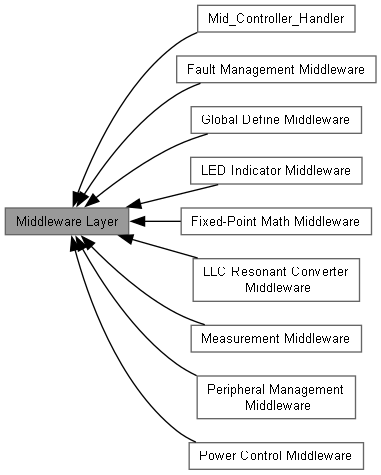 Mid_Controller_Handler
Fault Management Middleware
Global Define Middleware
LED Indicator Middleware
Middleware Layer
Fixed-Point Math Middleware
LLC Resonant Converter
Middleware
Measurement Middleware
Peripheral Management
Middleware
Power Control Middleware